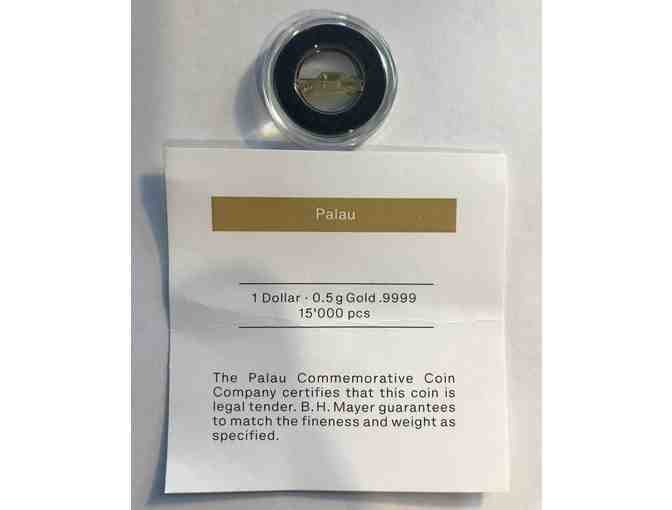 Palau
1 Dollar · 0.5 g Gold .9999
15'000 pcs
The Palau Commemorative Coin
Company certifies that this coin is
legal tender. B. H. Mayer guarantees
to match the fineness and weight as
specified.